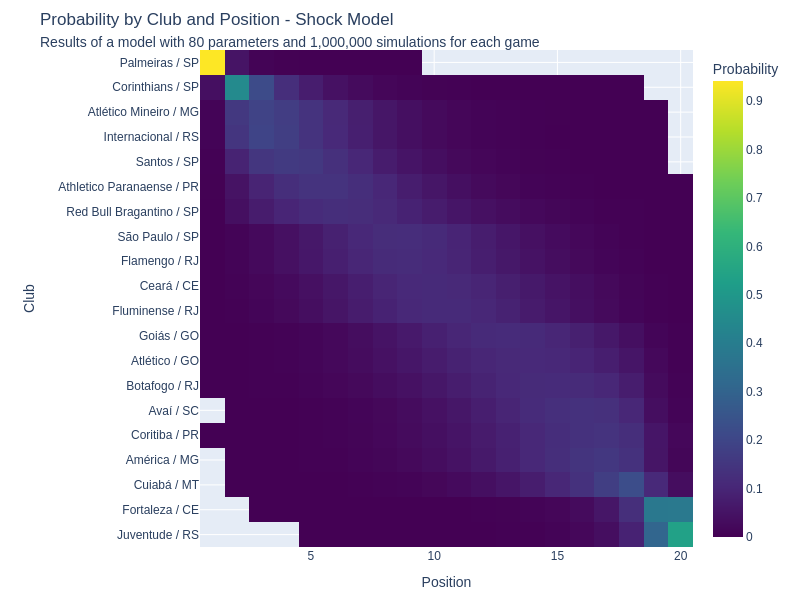 Probability by Club and Position - Shock Model
Results of a model with 80 parameters and 1,000,000 simulations for each game
Palmeiras / SP
Corinthians / SP
Atlético Mineiro / MG
Internacional / RS
Santos / SP
Athletico Paranaense / PR
Red Bull Bragantino / SP
São Paulo / SP
Flamengo / RJ
Ceará / CE
Fluminense / RJ
Goiás / GO
Atlético / GO
Botafogo / RJ
Avaí / SC
Coritiba / PR
América / MG
Cuiabá / MT
Fortaleza / CE
Juventude / RS
Club
5
10
15
20
Position
Probability
0.9
0.8
0.7
0.6
0.5
0.4
0.3
0.2
0.1
0